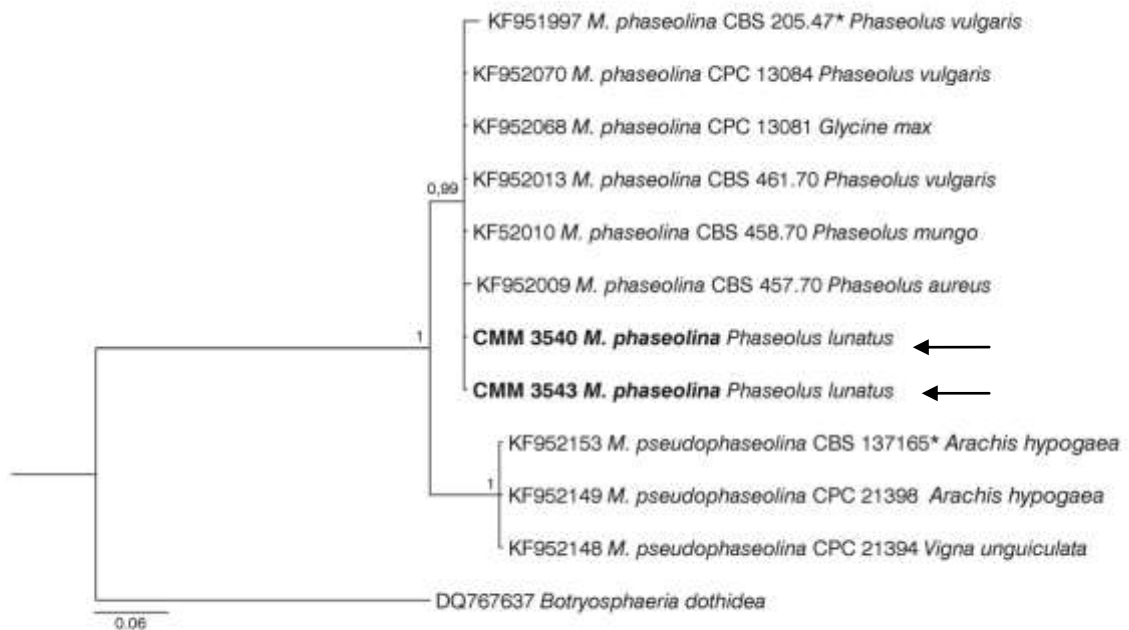 KF951997 M. phaseolina CBS 205.47* Phaseolus vulgaris
KF952070 M. phaseolina CPC 13084 Phaseolus vulgaris
KF952068 M. phaseolina CPC 13081 Glycine max
0,99
KF952013 M. phaseolina CBS 461.70 Phaseolus vulgaris
KF52010 M. phaseolina CBS 458.70 Phaseolus mungo
KF952009 M. phaseolina CBS 457.70 Phaseolus aureus
1
CMM 3540 M. phaseolina Phaseolus lunatus
CMM 3543 M. phaseolina Phaseolus lunatus
KF952153 M. pseudophaseolina CBS 137165* Arachis hypogaea
1
KF952149 M. pseudophaseolina CPC 21398 Arachis hypogaea
KF952148 M. pseudophaseolina CPC 21394 Vigna unguiculata
DQ767637 Botryosphaeria dothidea
0.06